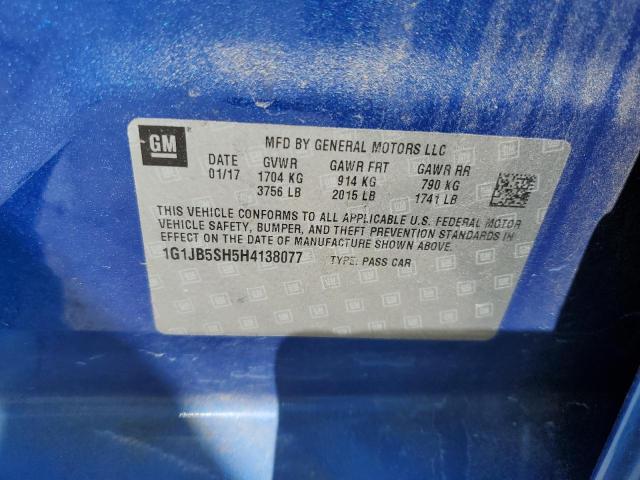 GM
MFD BY GENERAL MOTORS LLC
DATE GVWR GAWR FRT GAWR RR
01/17 1704 KG 914 KG 790 KG
3756 LB 2015 LB 1741 LB
THIS VEHICLE CONFORMS TO ALL APPLICABLE U.S. FEDERAL MOTOR
VEHICLE SAFETY, BUMPER, AND THEFT PREVENTION STANDARDS IN
EFFECT ON THE DATE OF MANUFACTURE SHOWN ABOVE.
1G1JB5SH5H4138077 TYPE: PASS CAR